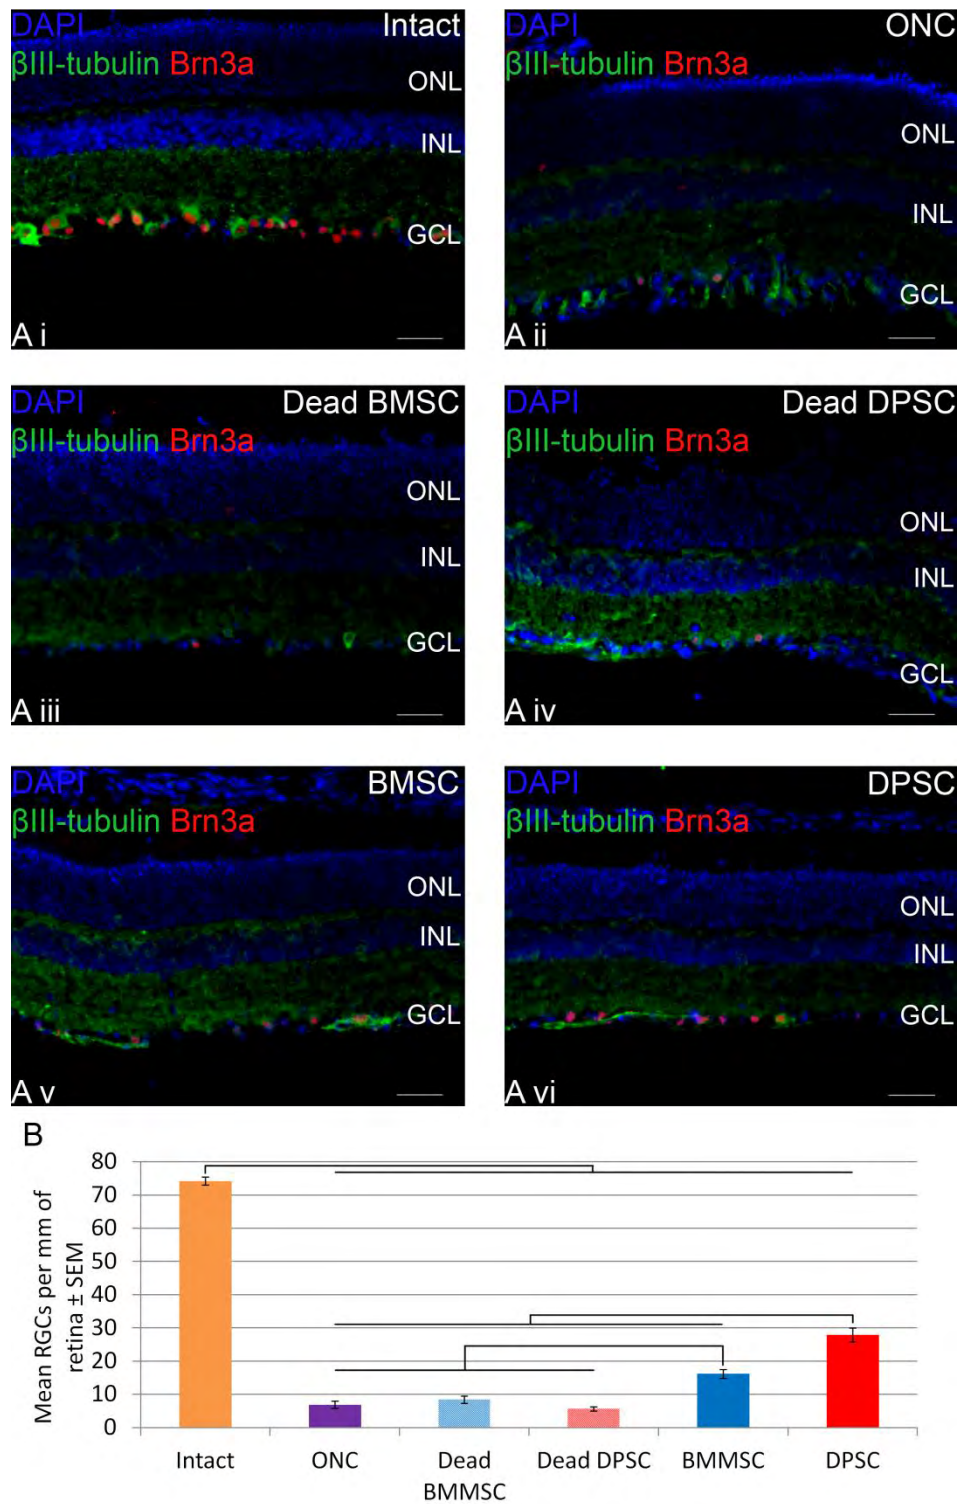 DAPI Intact
βIII-tubulin Brn3a
ONL
INL
GCL
A i
DAPI ONC
βIII-tubulin Brn3a
ONL
INL
GCL
A ii
DAPI Dead BMSC
βIII-tubulin Brn3a
ONL
INL
GCL
A iii
DAPI Dead DPSC
βIII-tubulin Brn3a
ONL
INL
GCL
A iv
DAPI BMSC
βIII-tubulin Brn3a
ONL
INL
GCL
A v
DAPI DPSC
βIII-tubulin Brn3a
ONL
INL
GCL
A vi
B
Mean RGCs per mm of
retina ± SEM
80
70
60
50
40
30
20
10
0
Intact ONC Dead Dead DPSC BMMSC DPSC
BMMSC